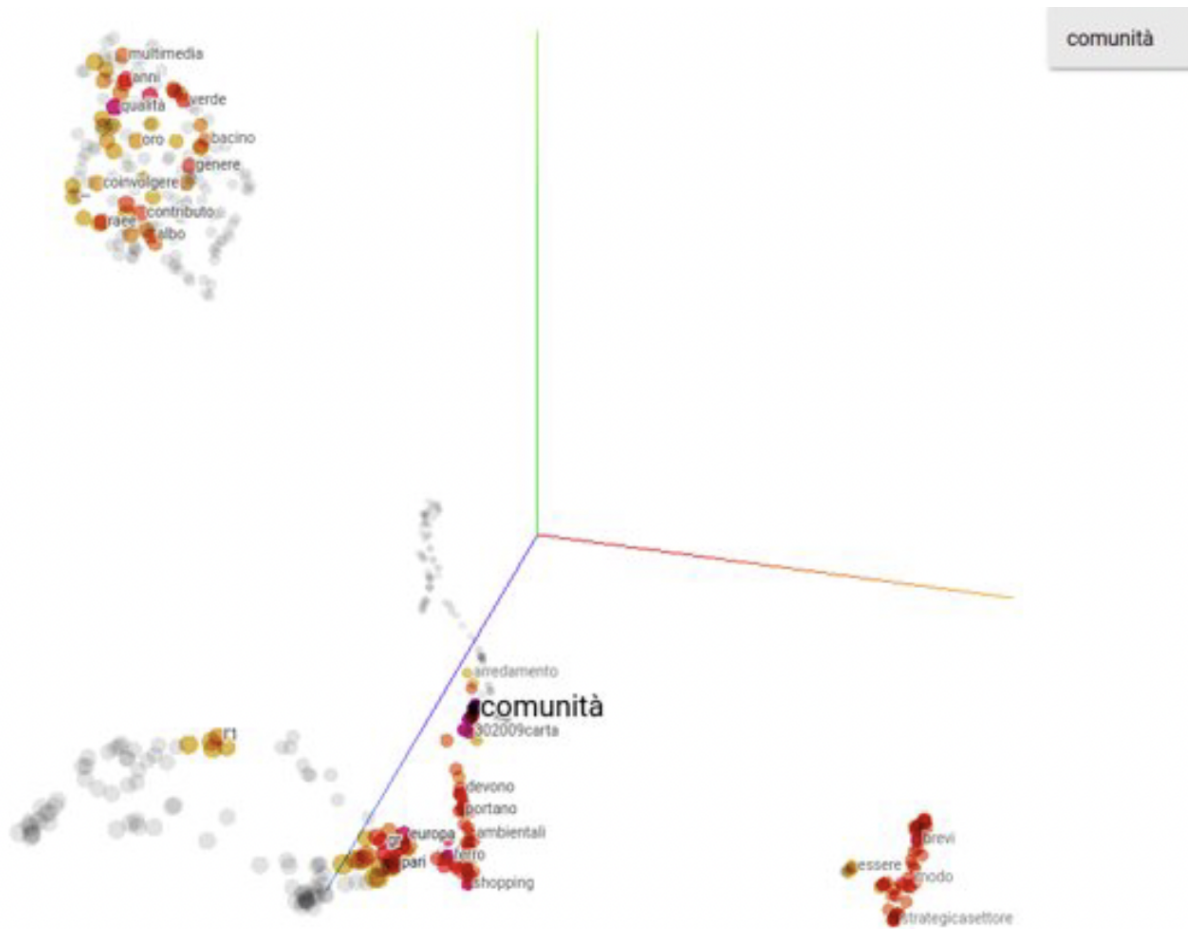 comunità
multimedia
anni
qualità
verde
oro
bacino
genere
coinvolgere
contributo
raee
albo
arredamento
comunità
302009carta
r1
devono
portano
europa
ambientali
gr
pari
ferro
shopping
brevi
essere
modo
strategicasettore